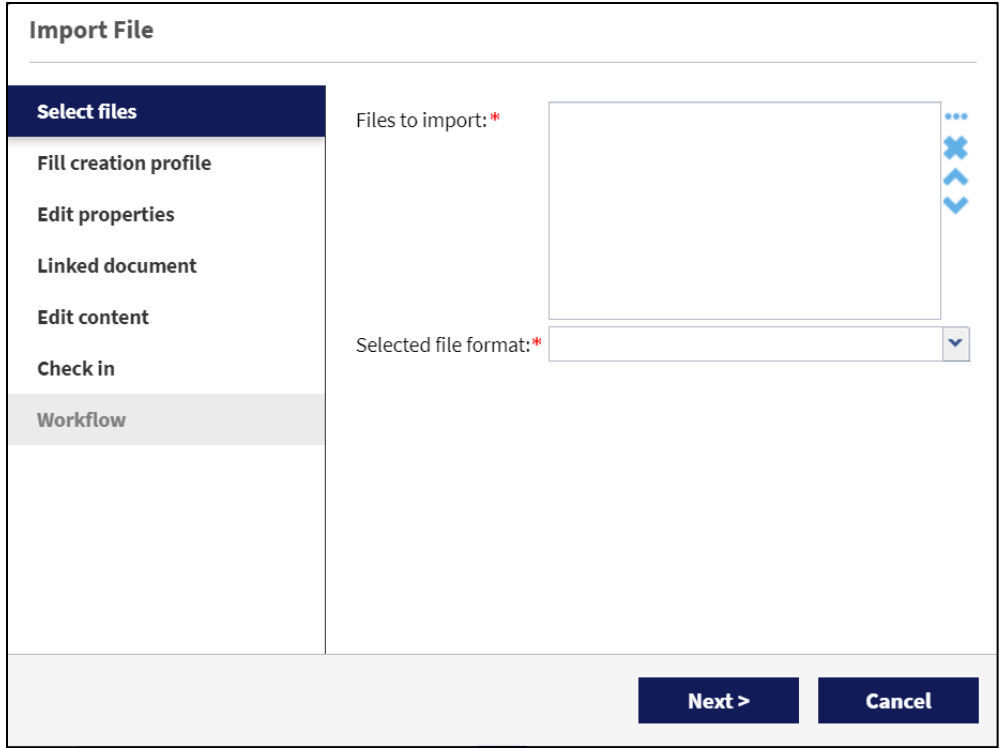 Import File
Select files
Fill creation profile
Edit properties
Linked document
Edit content
Check in
Workflow
Files to import:*
Selected file format:*
Next >
Cancel